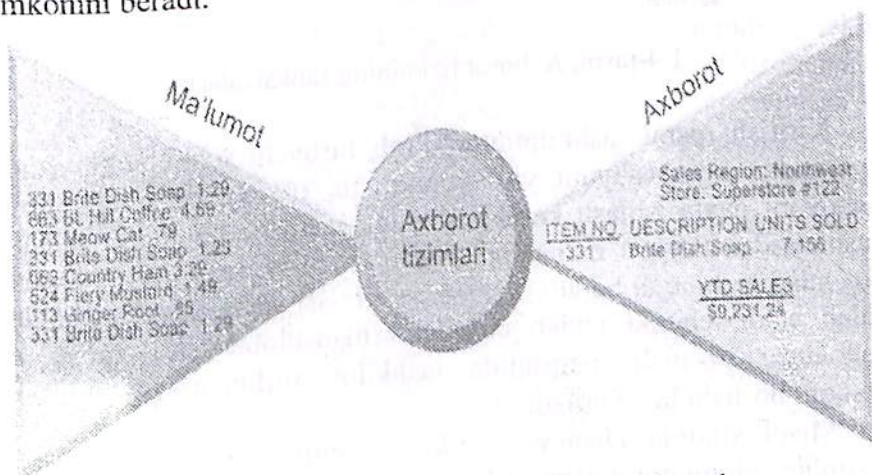 imkonini beradi.
Ma'lumot
331 Brite Dish Soap 1.29
663 BL Hill Coffee 4.69
173 Meow Cat .79
331 Brite Dish Soap 1.29
663 Country Ham 3.29
524 Fiery Mustard 1.49
113 Ginger Root .85
331 Brite Dish Soap 1.29
Axborot
tizimlari
Axborot
Sales Region: Northwest
Store: Superstore #122
ITEM NO. DESCRIPTION UNITS SOLD
331 Brite Dish Soap 7,156
YTD SALES
$9,231.24